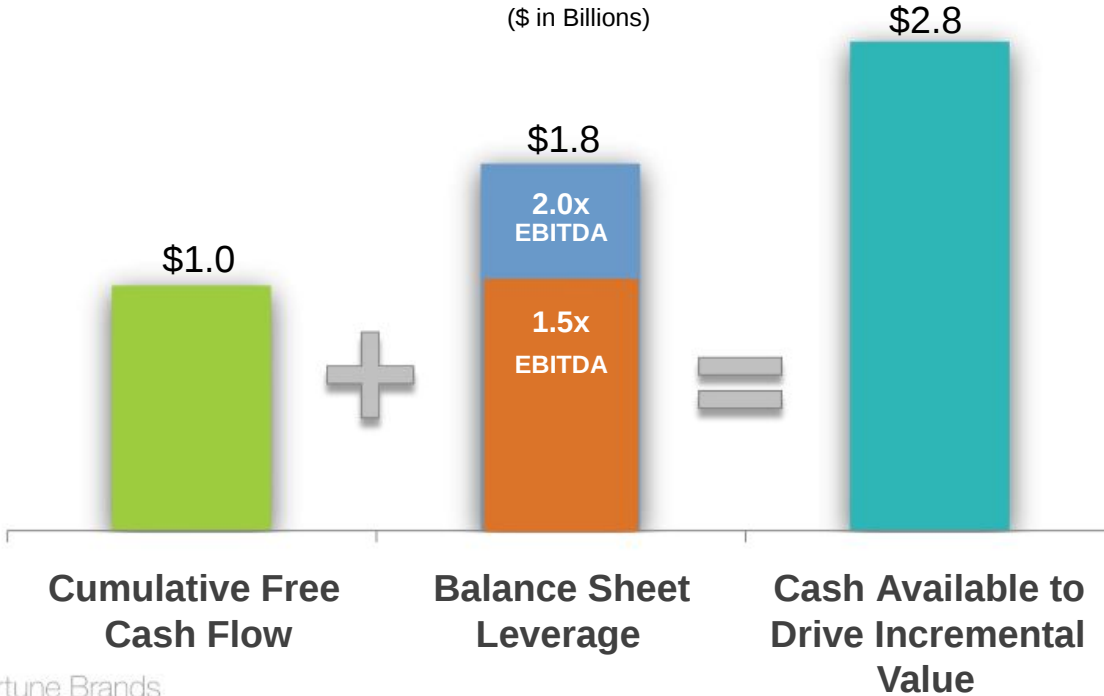 ($ in Billions)
$2.8
$1.8
2.0x
EBITDA
$1.0
1.5x
EBITDA
Cumulative Free
Cash Flow
Balance Sheet
Leverage
Cash Available to
Drive Incremental
Value
Brands